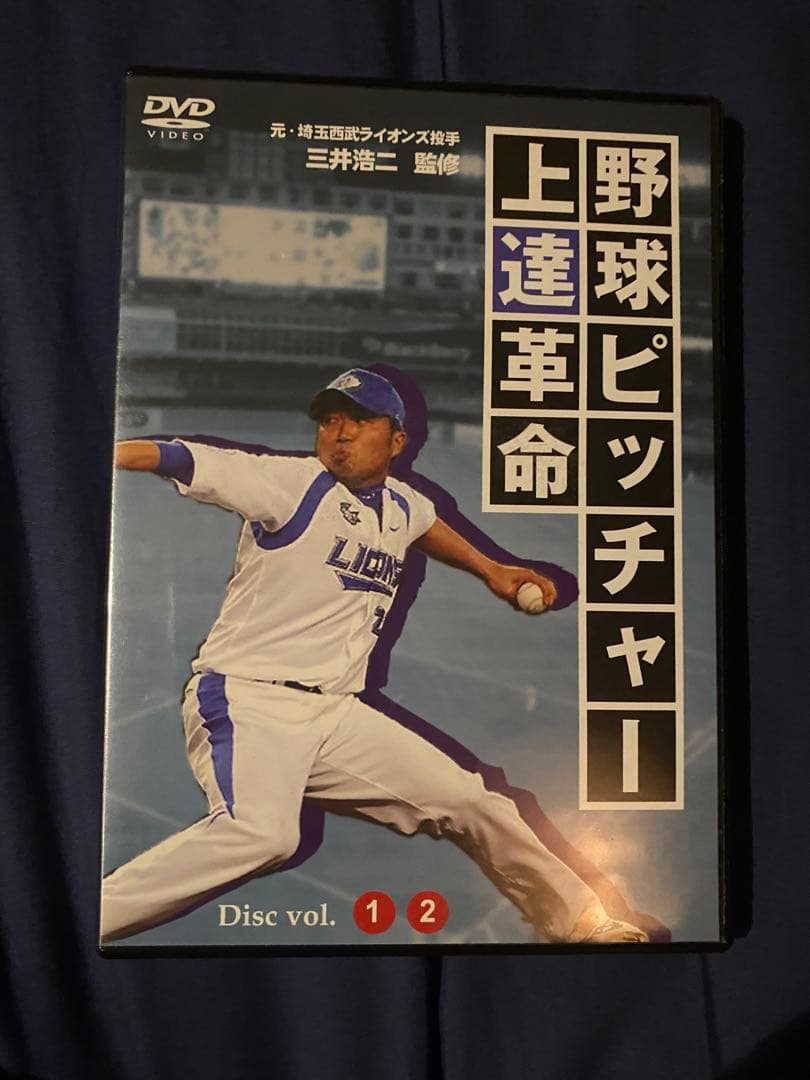 DVD
VIDEO
元・埼玉西武ライオンズ投手
三井浩二 監修
野球ピッチャー
上達革命
LIONS
2
Disc vol. 1 2